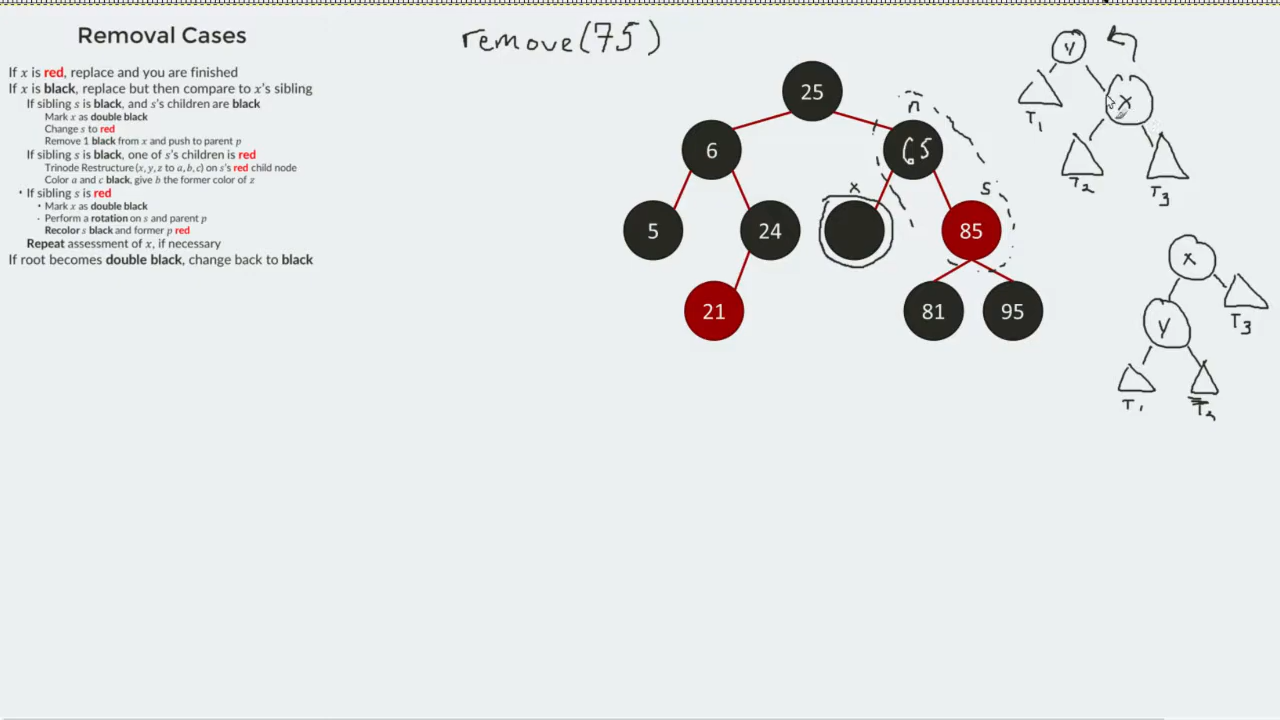 Removal Cases
If x is red, replace and you are finished
If x is black, replace but then compare to x's sibling
If sibling s is black, and s's children are black
Mark x as double black
Change s to red
Remove 1 black from x and push to parent p
If sibling s is black, one of s's children is red
Trinode Restructure (x, y, z to a, b, c) on s's red child node
Color a and c black, give b the former color of z
• If sibling s is red
• Mark x as double black
• Perform a rotation on s and parent p
• Recolor s black and former p red
Repeat assessment of x, if necessary
If root becomes double black, change back to black
remove(75)
25
6
n
65
5
24
x
s
85
21
81
95
y
x
T1
T2
T3
x
y
T3
T1
T2